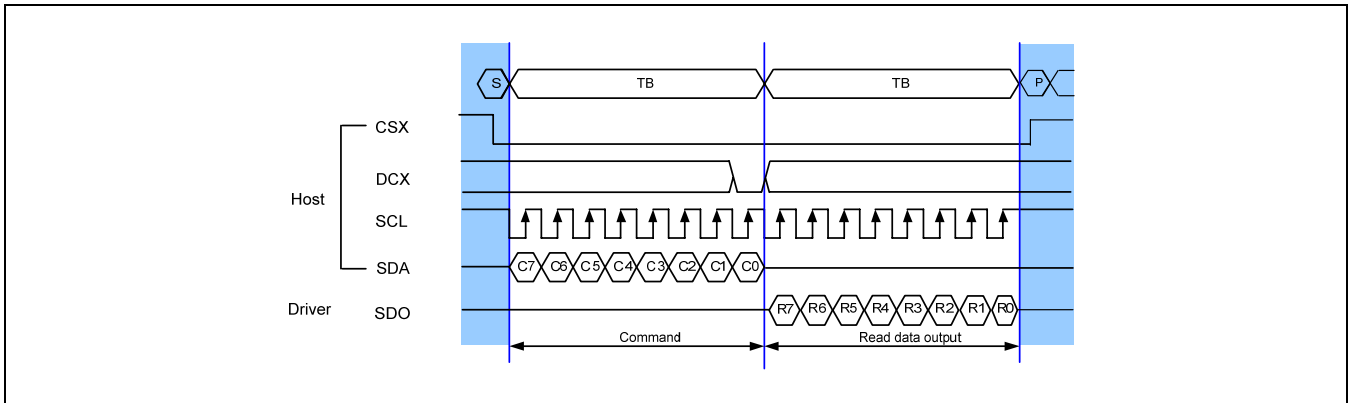 S TB TB P
CSX
DCX
Host
SCL
SDA C7 C6 C5 C4 C3 C2 C1 C0
Driver SDO R7 R6 R5 R4 R3 R2 R1 R0
Command Read data output